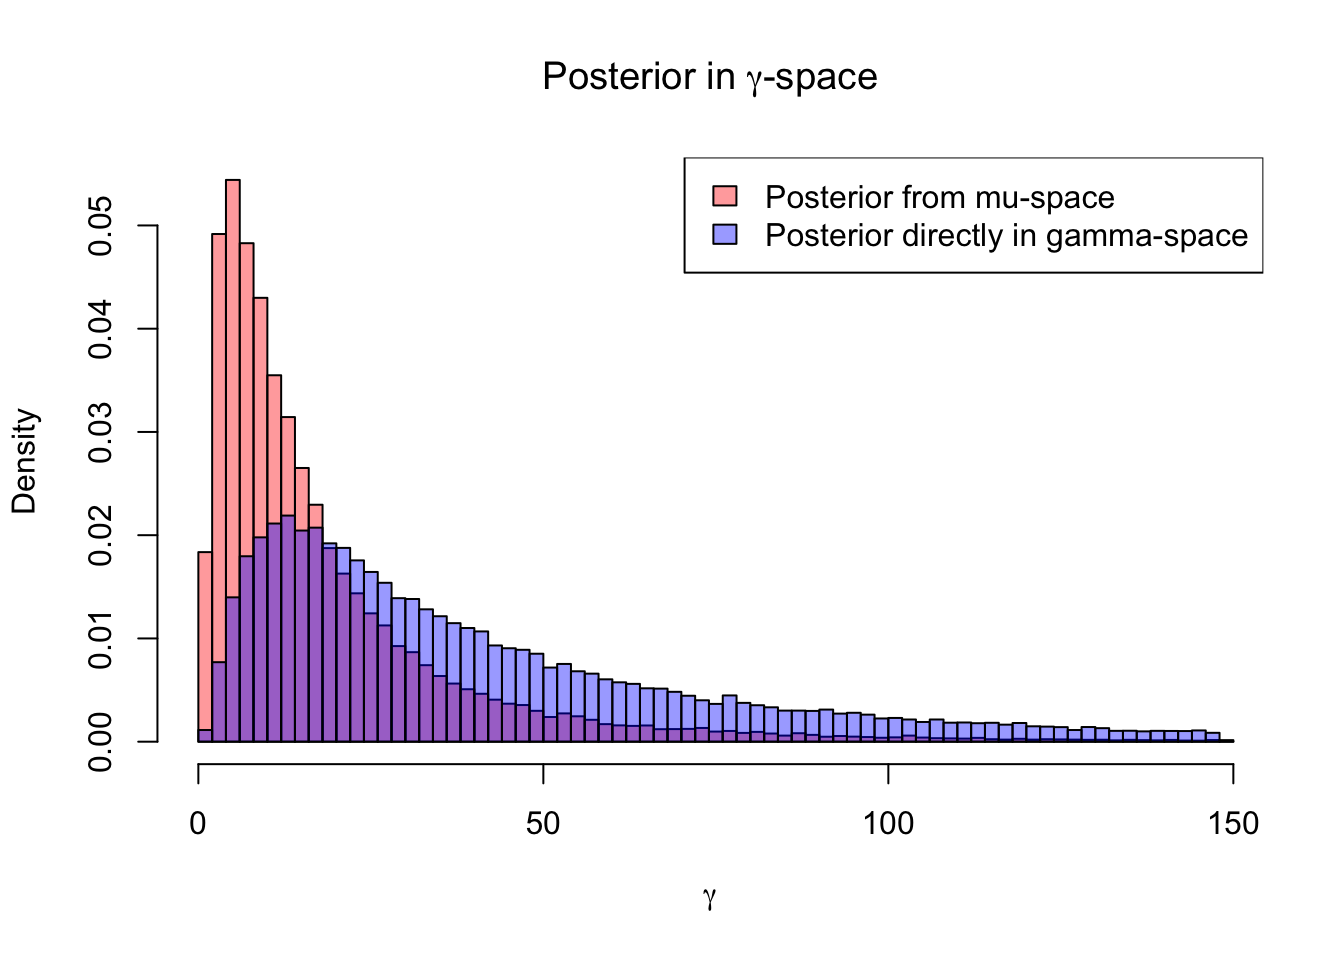 Posterior in γ-space
Posterior from mu-space
Posterior directly in gamma-space
Density
0.00
0.01
0.02
0.03
0.04
0.05
0
50
100
150
γ